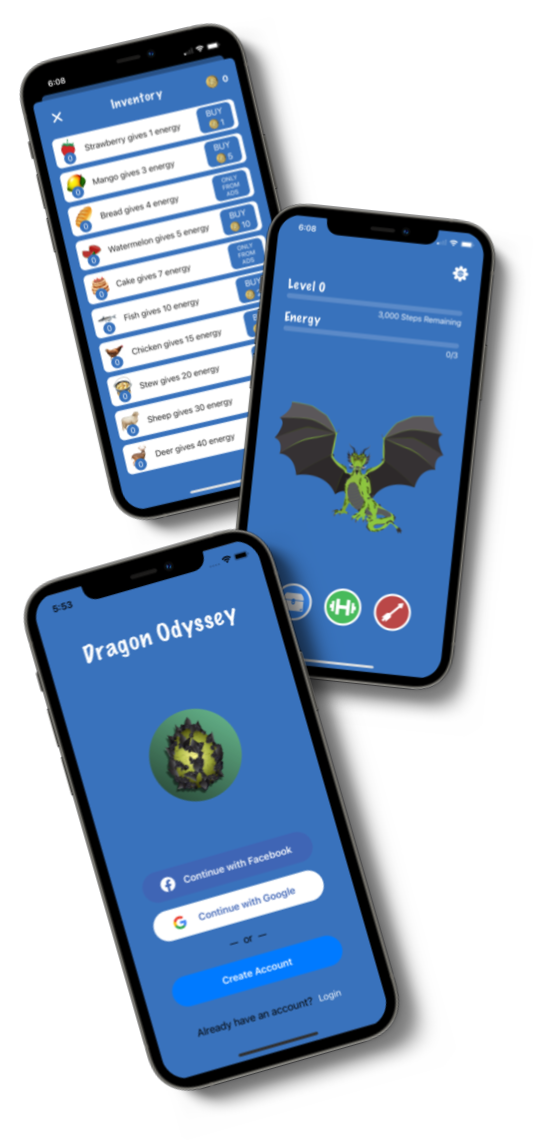 6:08
Inventory
0
Strawberry gives 1 energy
0
BUY
1
Mango gives 3 energy
0
BUY
5
Bread gives 4 energy
0
ONLY
FROM
ADS
Watermelon gives 5 energy
0
BUY
10
Cake gives 7 energy
0
ONLY
FROM
ADS
Fish gives 10 energy
0
BU
Chicken gives 15 energy
0
Stew gives 20 energy
0
Sheep gives 30 energy
0
Deer gives 40 energy
0
6:08
Level 0
3,000 Steps Remaining
Energy
0/3
5:53
Dragon Odyssey
Continue with Facebook
Continue with Google
— or —
Create Account
Already have an account? Login